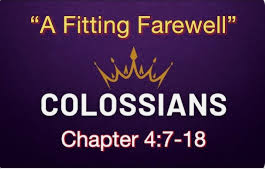 “A Fitting Farewell”
COLOSSIANS
Chapter 4:7-18